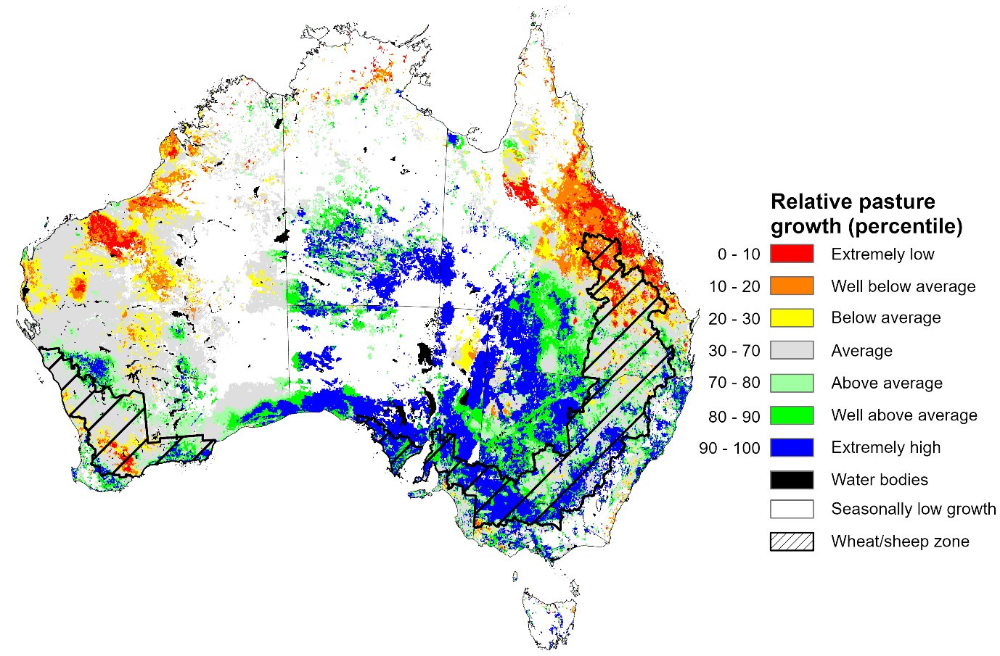 Relative pasture
growth (percentile)
0 - 10 Extremely low
10 - 20 Well below average
20 - 30 Below average
30 - 70 Average
70 - 80 Above average
80 - 90 Well above average
90 - 100 Extremely high
Water bodies
Seasonally low growth
Wheat/sheep zone